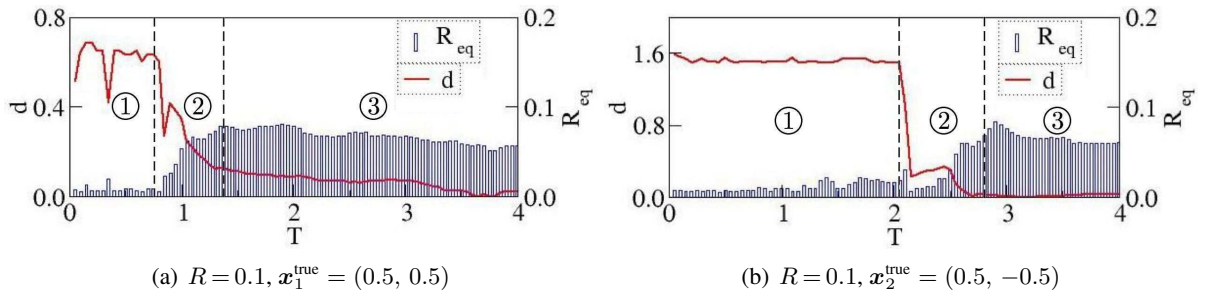 0.8
0.4
0.0
d
R_eq
d
① ② ③
0.2
0.1
0.0
R_eq
0 1 2 3 4
T
(a) R = 0.1, x_1^true = (0.5, 0.5)
1.6
0.8
0.0
d
R_eq
d
① ② ③
0.2
0.1
0.0
R_eq
0 1 2 3 4
T
(b) R = 0.1, x_2^true = (0.5, −0.5)